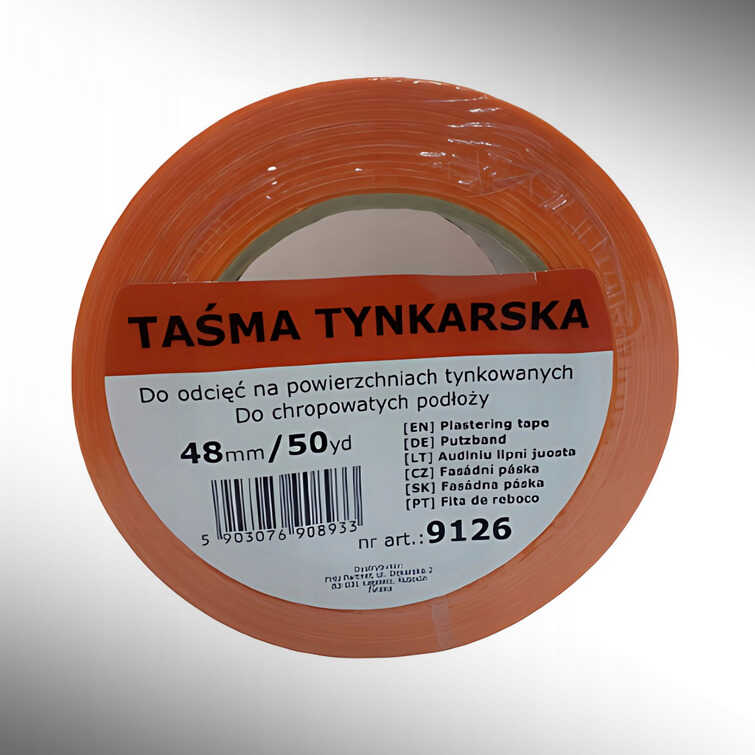 TAŚMA TYNKARSKA
Do odcięć na powierzchniach tynkowanych
Do chropowatych podłoży
48mm/50yd
[EN] Plastering tape
[DE] Putzband
[LT] Audiniu lipni juosta
[CZ] Fasádní páska
[SK] Fasádna páska
[PT] Fita de reboco
5 903076 908933
nr art.: 9126